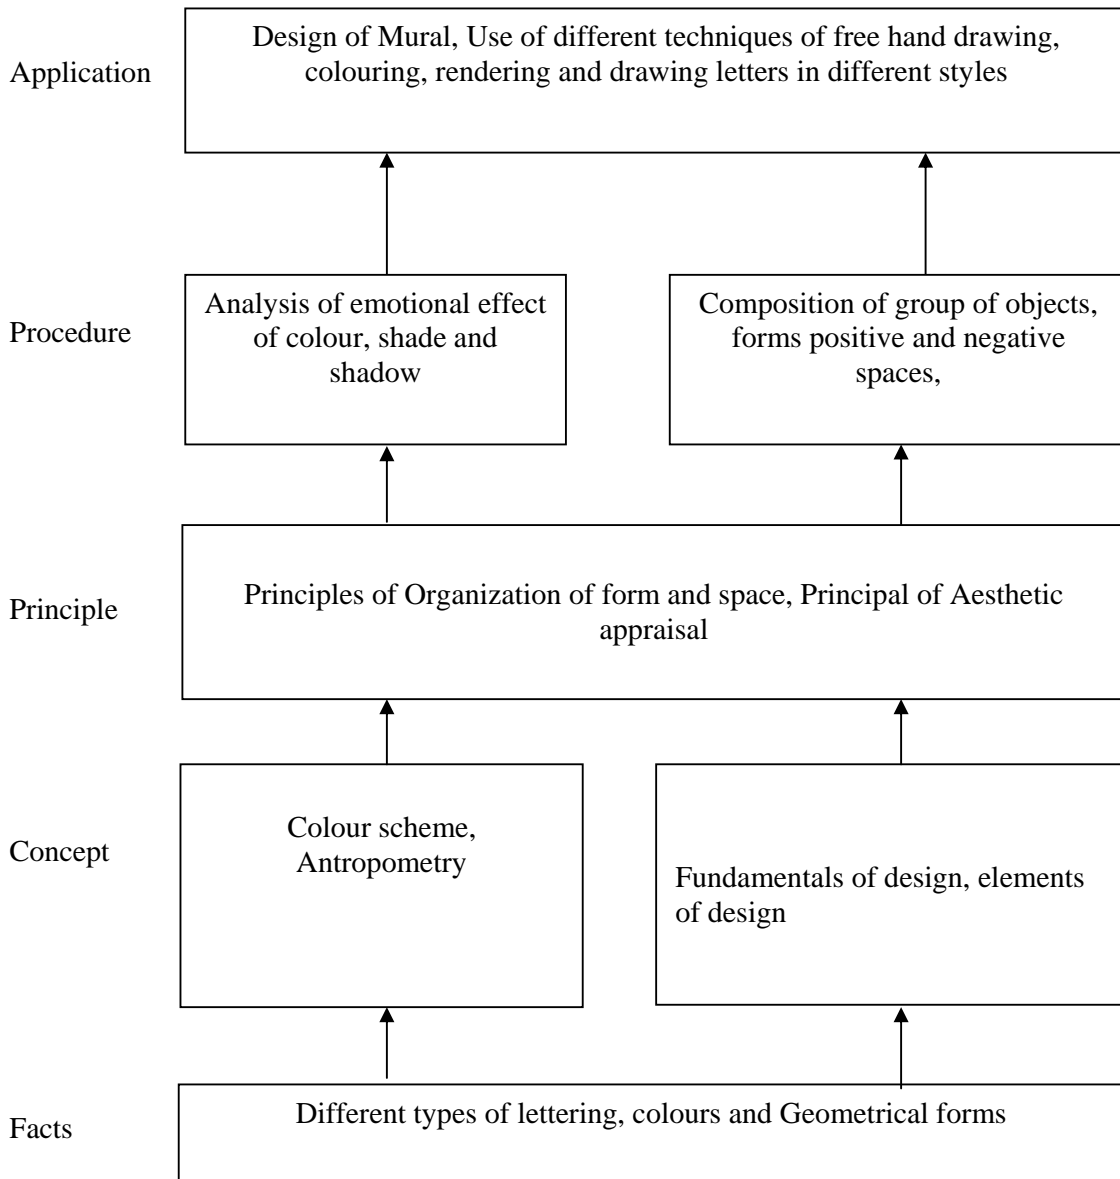 Application
Design of Mural, Use of different techniques of free hand drawing,
colouring, rendering and drawing letters in different styles
Procedure
Analysis of emotional effect
of colour, shade and
shadow
Composition of group of objects,
forms positive and negative
spaces,
Principle
Principles of Organization of form and space, Principal of Aesthetic
appraisal
Concept
Colour scheme,
Antropometry
Fundamentals of design, elements
of design
Facts
Different types of lettering, colours and Geometrical forms